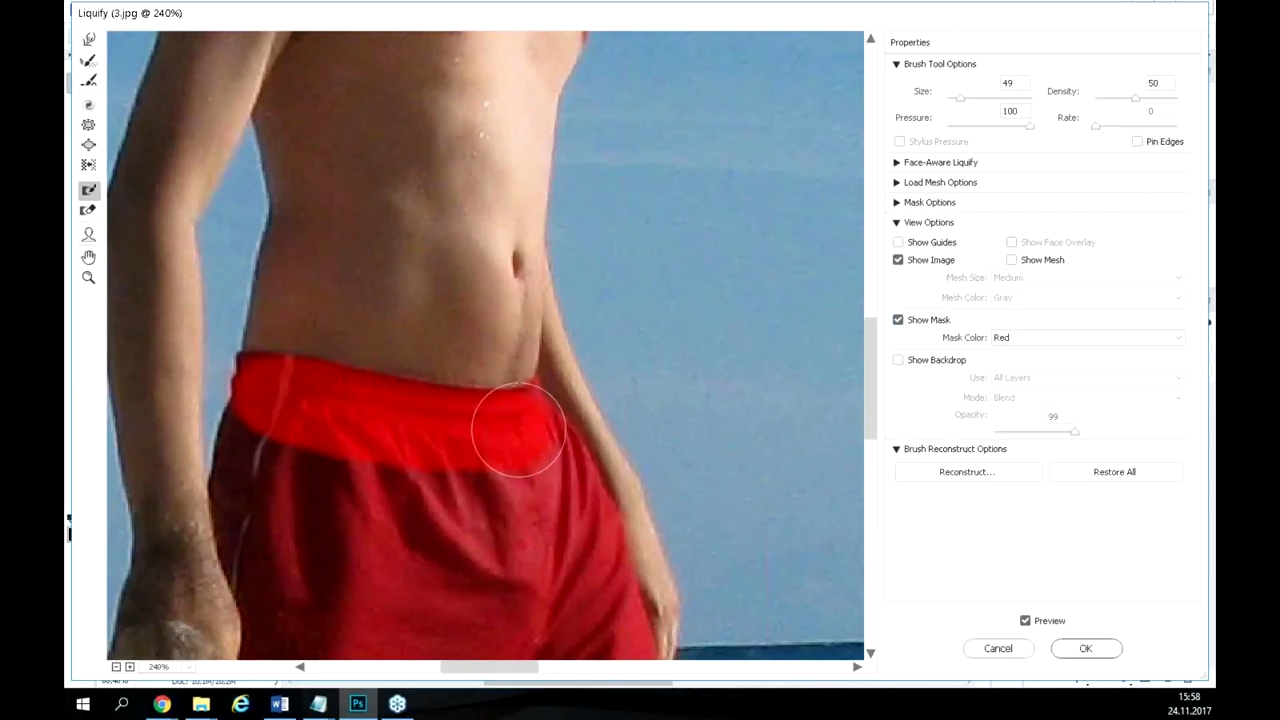 Liquify (3.jpg @ 240%)
Properties
Brush Tool Options
Size: 49 Density: 50
Pressure: 100 Rate: 0
Stylus Pressure Pin Edges
Face-Aware Liquify
Load Mesh Options
Mask Options
View Options
Show Guides Show Face Overlay
Show Image Show Mesh
Mesh Size: Medium
Mesh Color: Gray
Show Mask
Mask Color: Red
Show Backdrop
Use: All Layers
Mode: Blend
Opacity: 99
Brush Reconstruct Options
Reconstruct... Restore All
Preview
Cancel OK
240%
W
Ps
15:58
24.11.2017